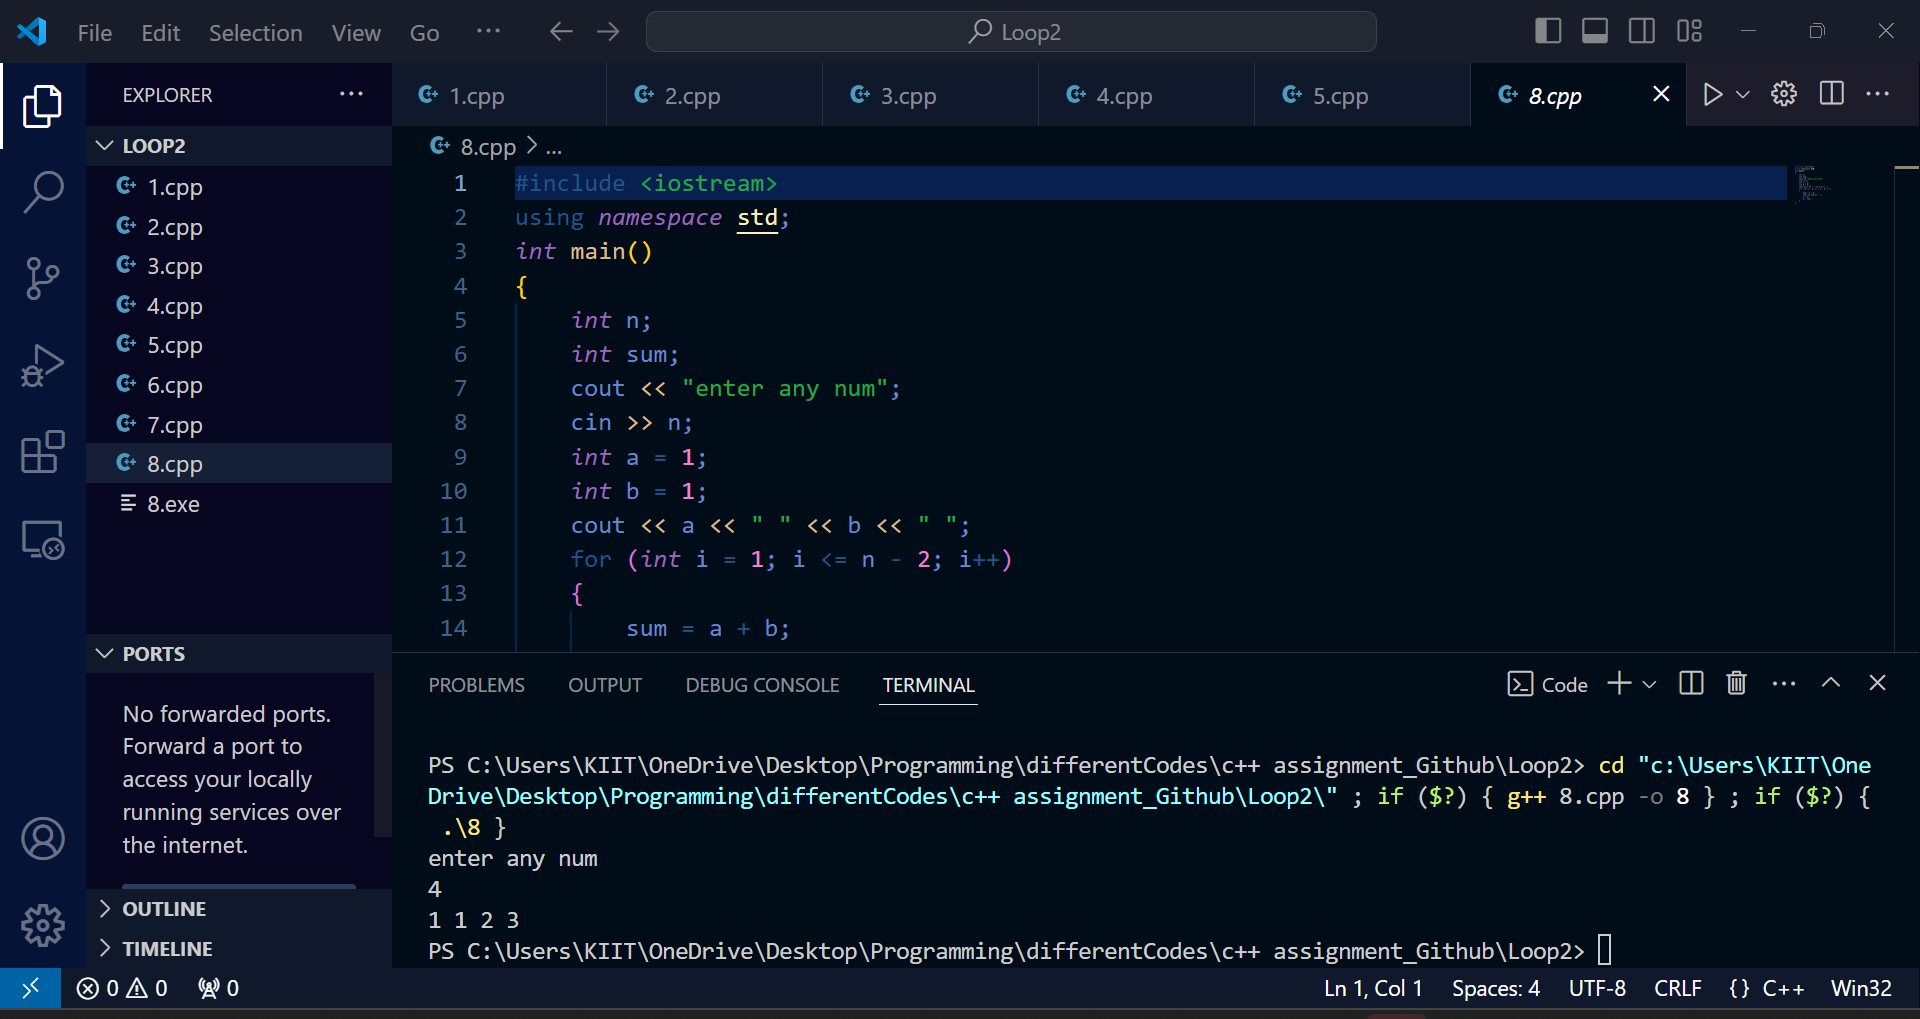 File Edit Selection View Go ... Loop2
EXPLORER ...
LOOP2
1.cpp
2.cpp
3.cpp
4.cpp
5.cpp
6.cpp
7.cpp
8.cpp
8.exe
PORTS
No forwarded ports.
Forward a port to
access your locally
running services over
the internet.
OUTLINE
TIMELINE
1.cpp 2.cpp 3.cpp 4.cpp 5.cpp 8.cpp
8.cpp > ...
1 #include <iostream>
2 using namespace std;
3 int main()
4 {
5 int n;
6 int sum;
7 cout << "enter any num";
8 cin >> n;
9 int a = 1;
10 int b = 1;
11 cout << a << " " << b << " ";
12 for (int i = 1; i <= n - 2; i++)
13 {
14 sum = a + b;
PROBLEMS OUTPUT DEBUG CONSOLE TERMINAL Code
PS C:\Users\KIIT\OneDrive\Desktop\Programming\differentCodes\c++ assignment_Github\Loop2> cd "c:\Users\KIIT\One
Drive\Desktop\Programming\differentCodes\c++ assignment_Github\Loop2\" ; if ($?) { g++ 8.cpp -o 8 } ; if ($?) {
.\8 }
enter any num
4
1 1 2 3
PS C:\Users\KIIT\OneDrive\Desktop\Programming\differentCodes\c++ assignment_Github\Loop2>
0 0 0 Ln 1, Col 1 Spaces: 4 UTF-8 CRLF {} C++ Win32